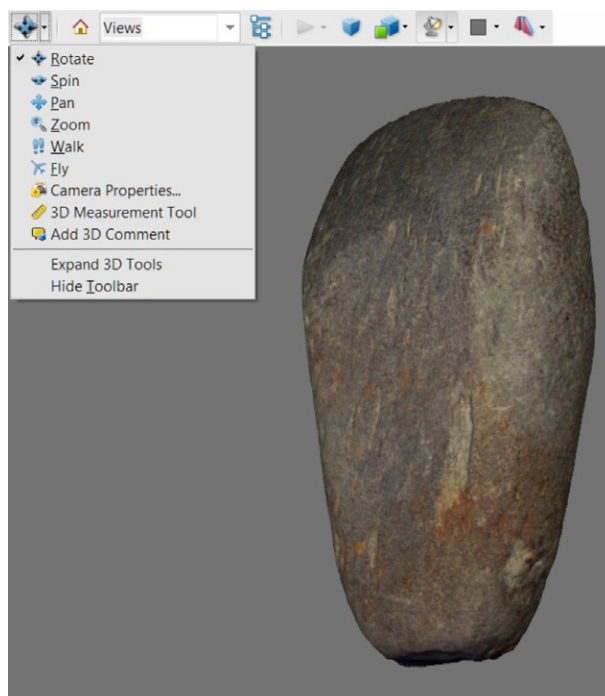 Views
Rotate
Spin
Pan
Zoom
Walk
Fly
Camera Properties...
3D Measurement Tool
Add 3D Comment
Expand 3D Tools
Hide Toolbar